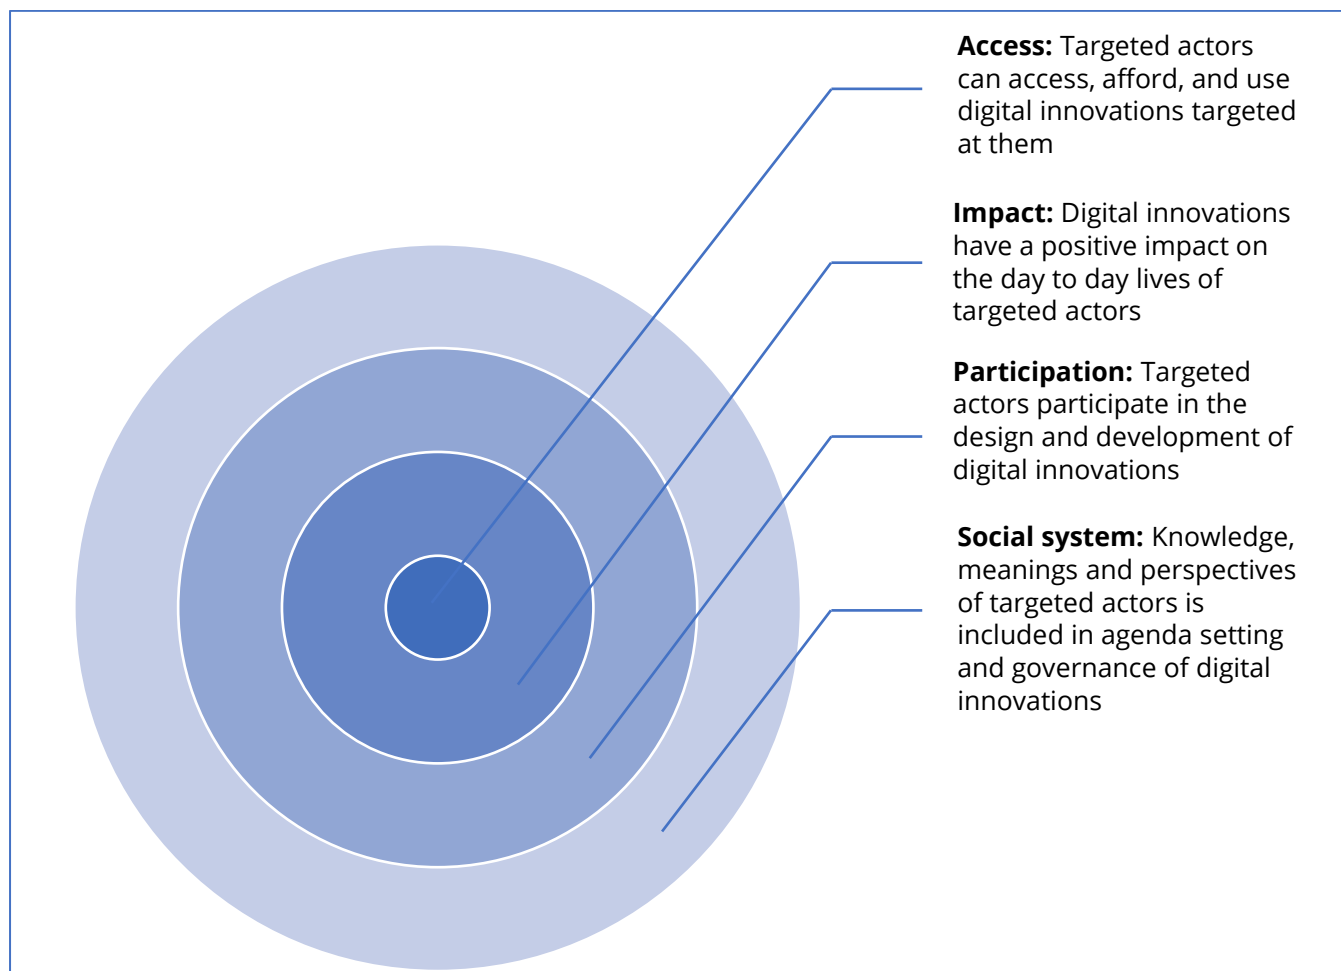 Access: Targeted actors
can access, afford, and use
digital innovations targeted
at them
Impact: Digital innovations
have a positive impact on
the day to day lives of
targeted actors
Participation: Targeted
actors participate in the
design and development of
digital innovations
Social system: Knowledge,
meanings and perspectives
of targeted actors is
included in agenda setting
and governance of digital
innovations